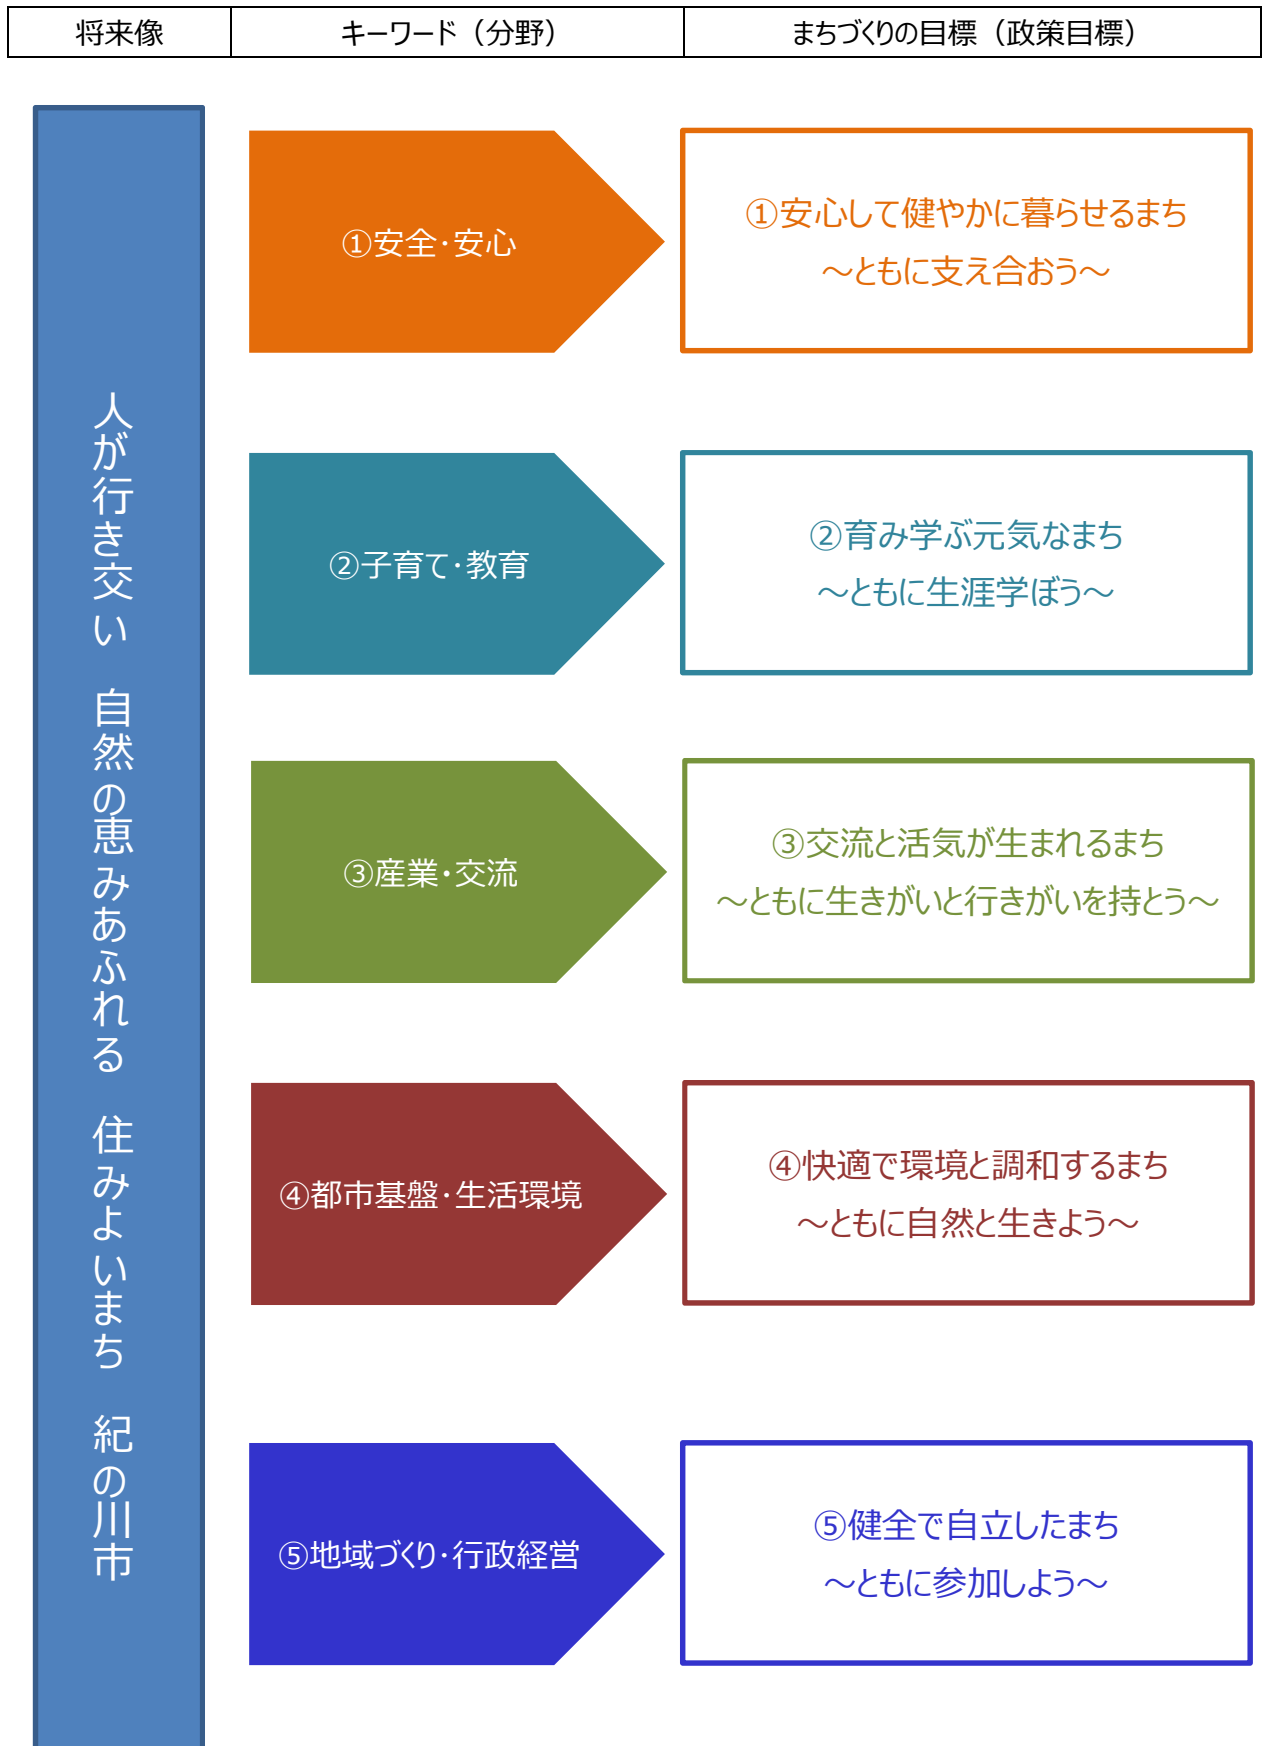 将来像
キーワード（分野）
まちづくりの目標（政策目標）
人が行き交い　自然の恵みあふれる　住みよいまち　紀の川市
①安全・安心
①安心して健やかに暮らせるまち
～ともに支え合おう～
②子育て・教育
②育み学ぶ元気なまち
～ともに生涯学ぼう～
③産業・交流
③交流と活気が生まれるまち
～ともに生きがいと行きがいを持とう～
④都市基盤・生活環境
④快適で環境と調和するまち
～ともに自然と生きよう～
⑤地域づくり・行政経営
⑤健全で自立したまち
～ともに参加しよう～